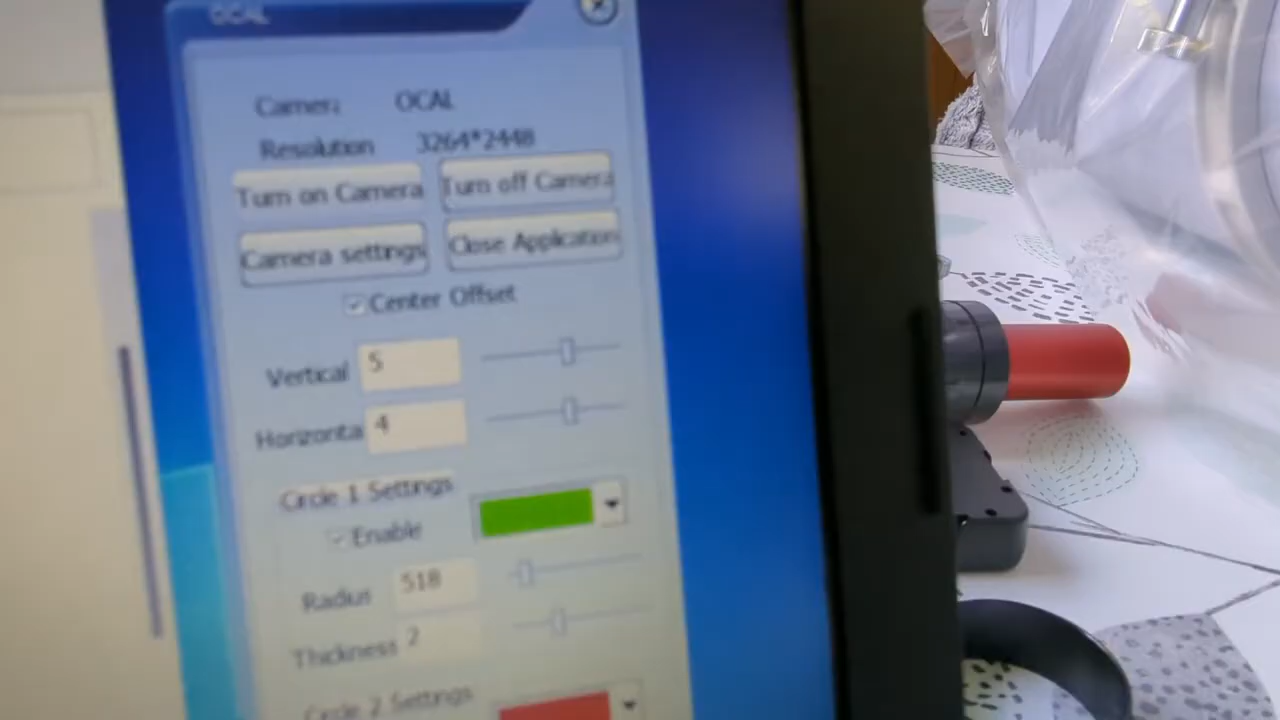 OCAL
Camera OCAL
Resolution 3264*2448
Turn on Camera Turn off Camera
Camera settings Close Application
Center Offset
Vertical 5
Horizonta 4
Circle 1 Settings
Enable
Radius 518
Thickness 2
Circle 2 Settings